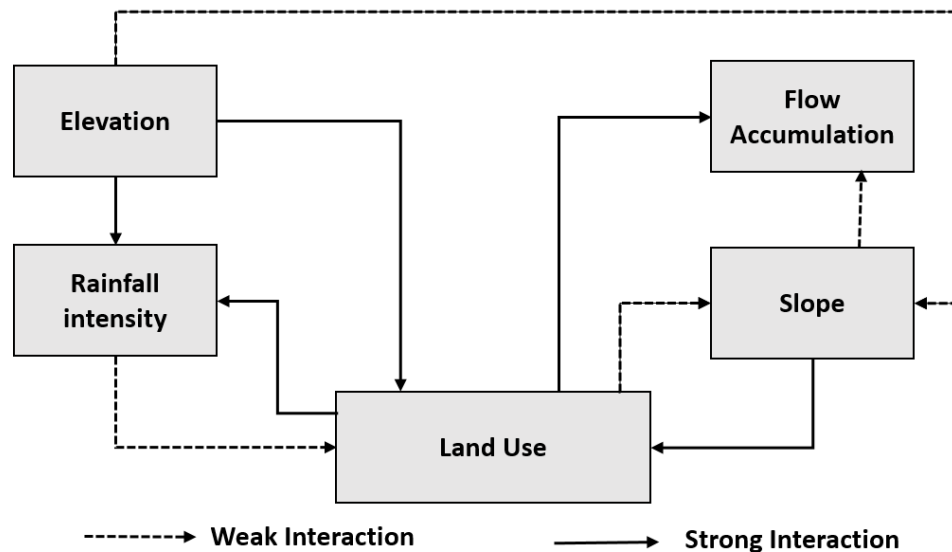 Elevation
Flow
Accumulation
Rainfall
intensity
Slope
Land Use
Weak Interaction
Strong Interaction